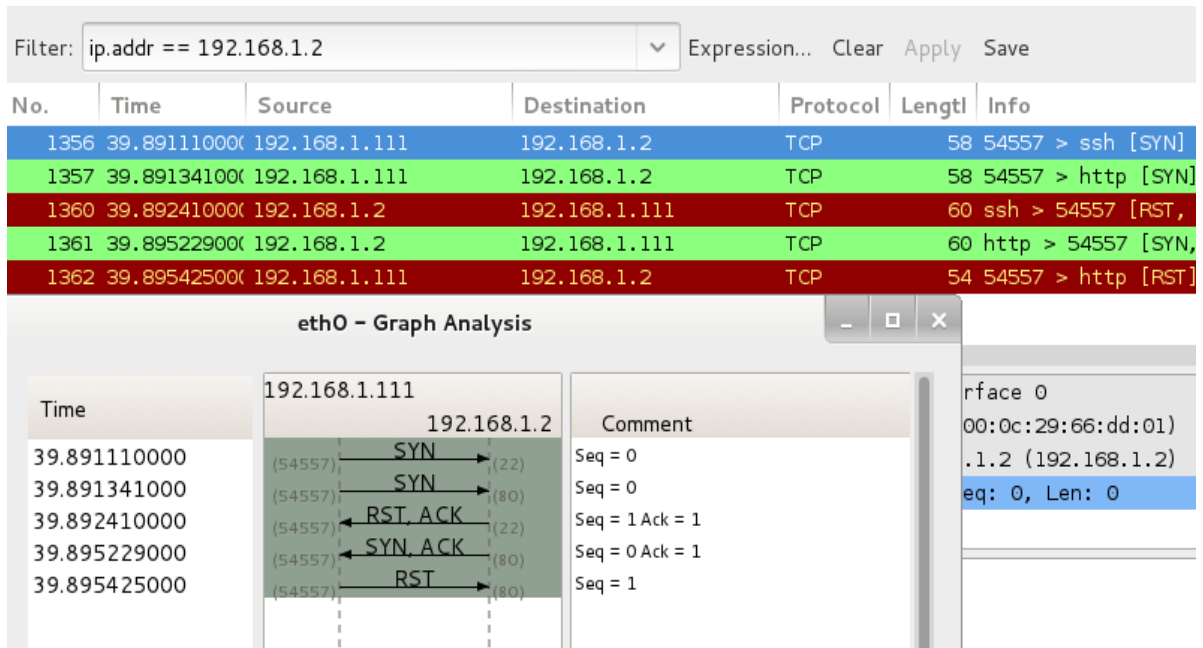 Filter: ip.addr == 192.168.1.2 Expression... Clear Apply Save
No. Time Source Destination Protocol Lengtl Info
1356 39.891110000( 192.168.1.111 192.168.1.2 TCP 58 54557 > ssh [SYN]
1357 39.891341000( 192.168.1.111 192.168.1.2 TCP 58 54557 > http [SYN]
1360 39.892410000( 192.168.1.2 192.168.1.111 TCP 60 ssh > 54557 [RST,
1361 39.895229000( 192.168.1.2 192.168.1.111 TCP 60 http > 54557 [SYN,
1362 39.895425000( 192.168.1.111 192.168.1.2 TCP 54 54557 > http [RST]
eth0 – Graph Analysis
Time 192.168.1.111 192.168.1.2 Comment
39.891110000 (54557) SYN (22) Seq = 0
39.891341000 (54557) SYN (80) Seq = 0
39.892410000 (54557) RST, ACK (22) Seq = 1 Ack = 1
39.895229000 (54557) SYN, ACK (80) Seq = 0 Ack = 1
39.895425000 (54557) RST (80) Seq = 1
rface 0
00:0c:29:66:dd:01)
.1.2 (192.168.1.2)
eq: 0, Len: 0